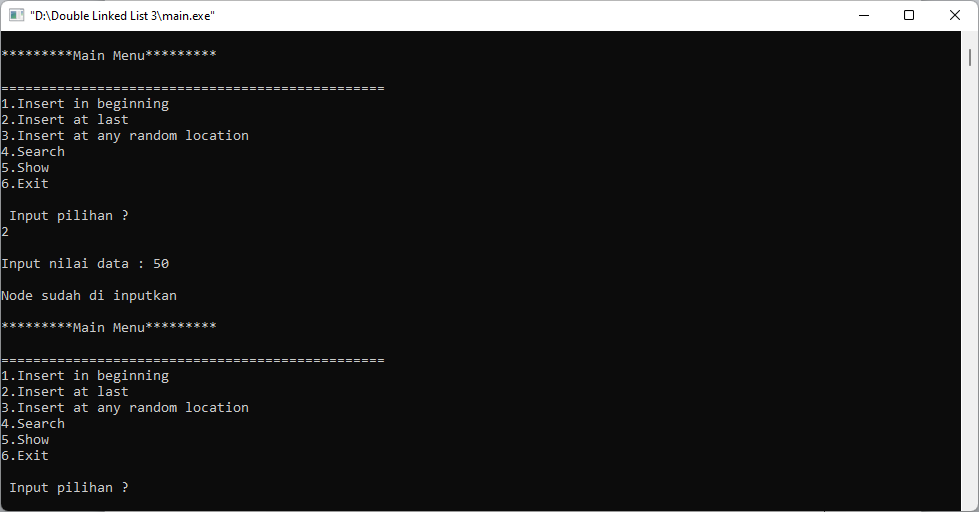 "D:\Double Linked List 3\main.exe"
*********Main Menu*********
================================================
1.Insert in beginning
2.Insert at last
3.Insert at any random location
4.Search
5.Show
6.Exit
Input pilihan ?
2
Input nilai data : 50
Node sudah di inputkan
*********Main Menu*********
================================================
1.Insert in beginning
2.Insert at last
3.Insert at any random location
4.Search
5.Show
6.Exit
Input pilihan ?